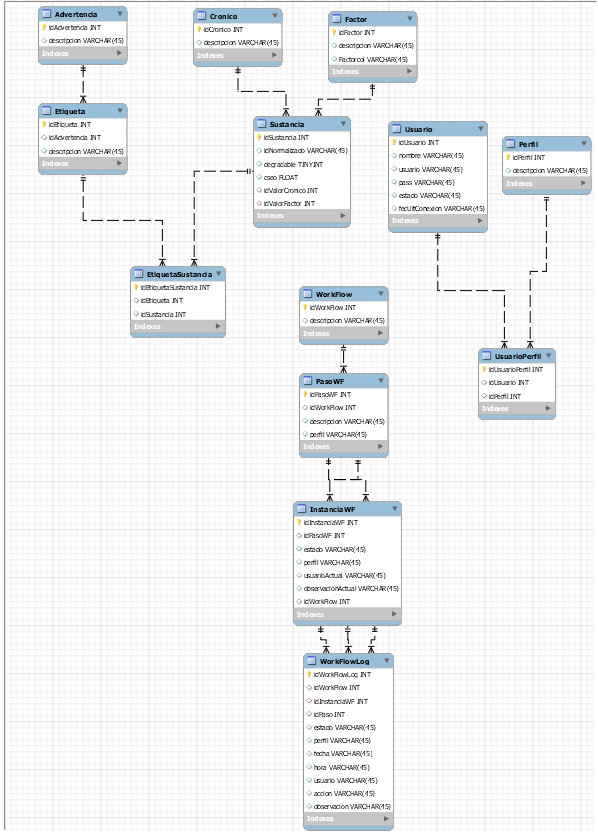 Advertencia
idAdvertencia INT
descripcion VARCHAR(45)
Indexes
Cronico
idCronico INT
descripcion VARCHAR(45)
Indexes
Factor
idFactor INT
descripcion VARCHAR(45)
Factorcol VARCHAR(45)
Indexes
Etiqueta
idEtiqueta INT
idAdvertencia INT
descripcion VARCHAR(45)
Indexes
Sustancia
idSustancia INT
idNormalizado VARCHAR(45)
degradable TINYINT
cseo FLOAT
idValorCronico INT
idValorFactor INT
Indexes
Usuario
idUsuario INT
nombre VARCHAR(45)
usuario VARCHAR(45)
pass VARCHAR(45)
estado VARCHAR(45)
fecUltConexion VARCHAR(45)
Indexes
Perfil
idPerfil INT
descripcion VARCHAR(45)
Indexes
EtiquetaSustancia
idEtiquetaSustancia INT
idEtiqueta INT
idSustancia INT
Indexes
WorkFlow
idWorkFlow INT
descripcion VARCHAR(45)
Indexes
UsuarioPerfil
idUsuarioPerfil INT
idUsuario INT
idPerfil INT
Indexes
PasoWF
idPasoWF INT
idWorkFlow INT
descripcion VARCHAR(45)
perfil VARCHAR(45)
Indexes
InstanciaWF
idInstanciaWF INT
idPasoWF INT
estado VARCHAR(45)
perfil VARCHAR(45)
usuarioActual VARCHAR(45)
observacionActual VARCHAR(45)
idWorkFlow INT
Indexes
WorkFlowLog
idWorkFlowLog INT
idWorkFlow INT
idInstanciaWF INT
idPaso INT
estado VARCHAR(45)
perfil VARCHAR(45)
fecha VARCHAR(45)
hora VARCHAR(45)
usuario VARCHAR(45)
accion VARCHAR(45)
observacion VARCHAR(45)
Indexes